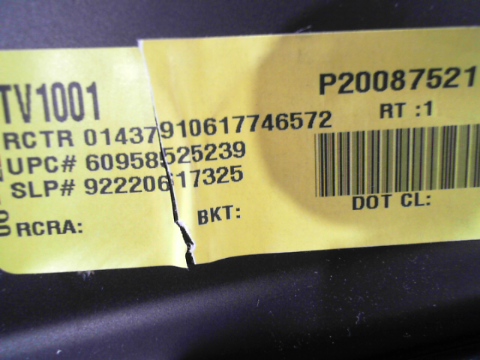 TV1001
P20087521
RCTR 01437910617746572
RT :1
UPC# 60958525239
SLP# 92220617325
DOT CL:
RCRA:
BKT: